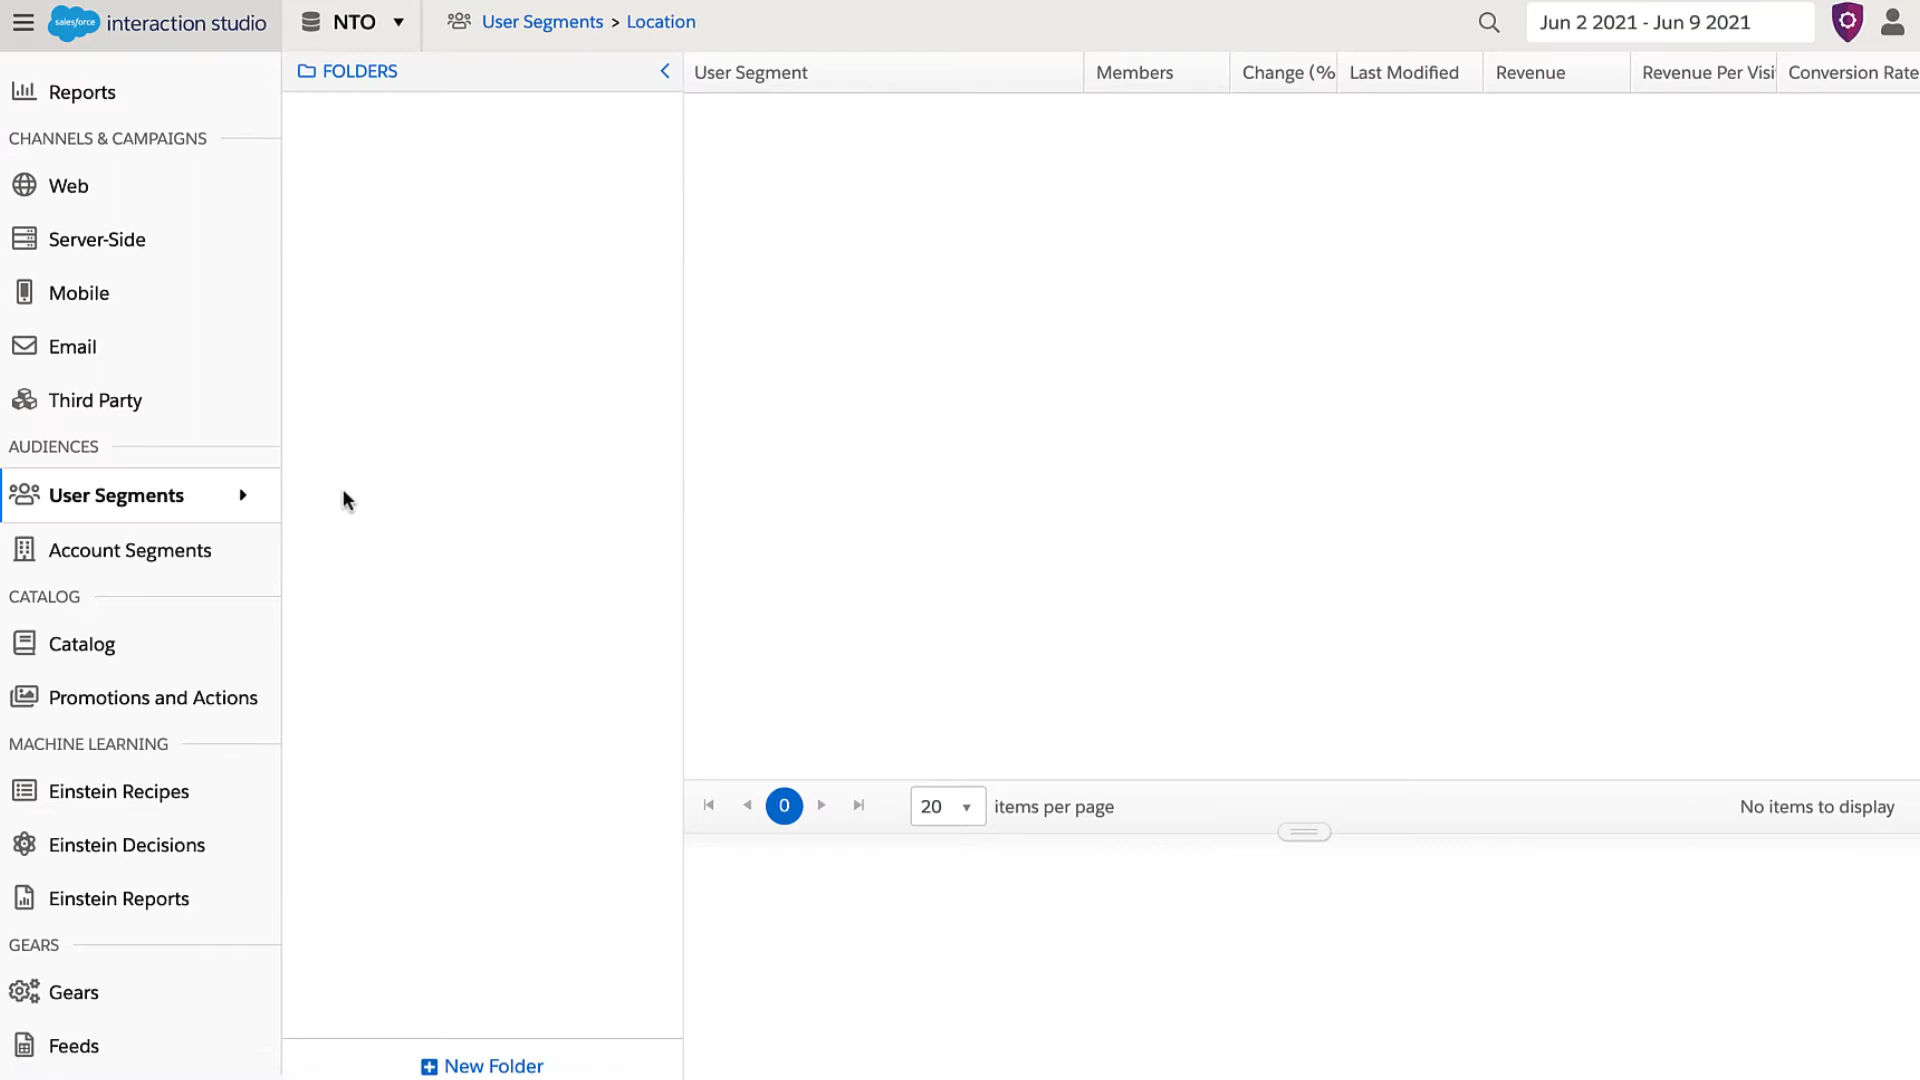 salesforce interaction studio
NTO
User Segments > Location
Jun 2 2021 - Jun 9 2021
Reports
CHANNELS & CAMPAIGNS
Web
Server-Side
Mobile
Email
Third Party
AUDIENCES
User Segments
Account Segments
CATALOG
Catalog
Promotions and Actions
MACHINE LEARNING
Einstein Recipes
Einstein Decisions
Einstein Reports
GEARS
Gears
Feeds
FOLDERS
New Folder
User Segment Members Change (% Last Modified Revenue Revenue Per Visi Conversion Rate
0 20 items per page No items to display